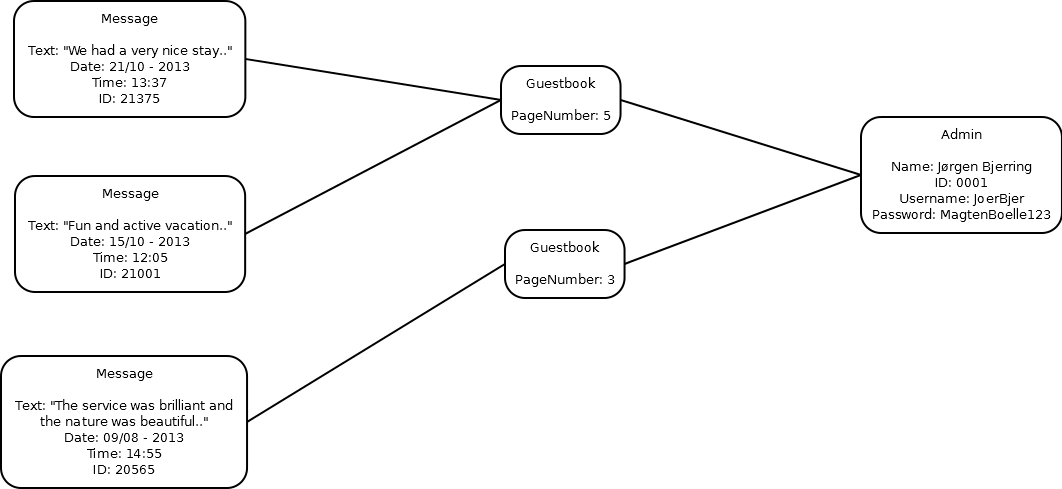 Message
Text: "We had a very nice stay.."
Date: 21/10 - 2013
Time: 13:37
ID: 21375
Message
Text: "Fun and active vacation.."
Date: 15/10 - 2013
Time: 12:05
ID: 21001
Message
Text: "The service was brilliant and
the nature was beautiful.."
Date: 09/08 - 2013
Time: 14:55
ID: 20565
Guestbook
PageNumber: 5
Guestbook
PageNumber: 3
Admin
Name: Jørgen Bjerring
ID: 0001
Username: JoerBjer
Password: MagtenBoelle123